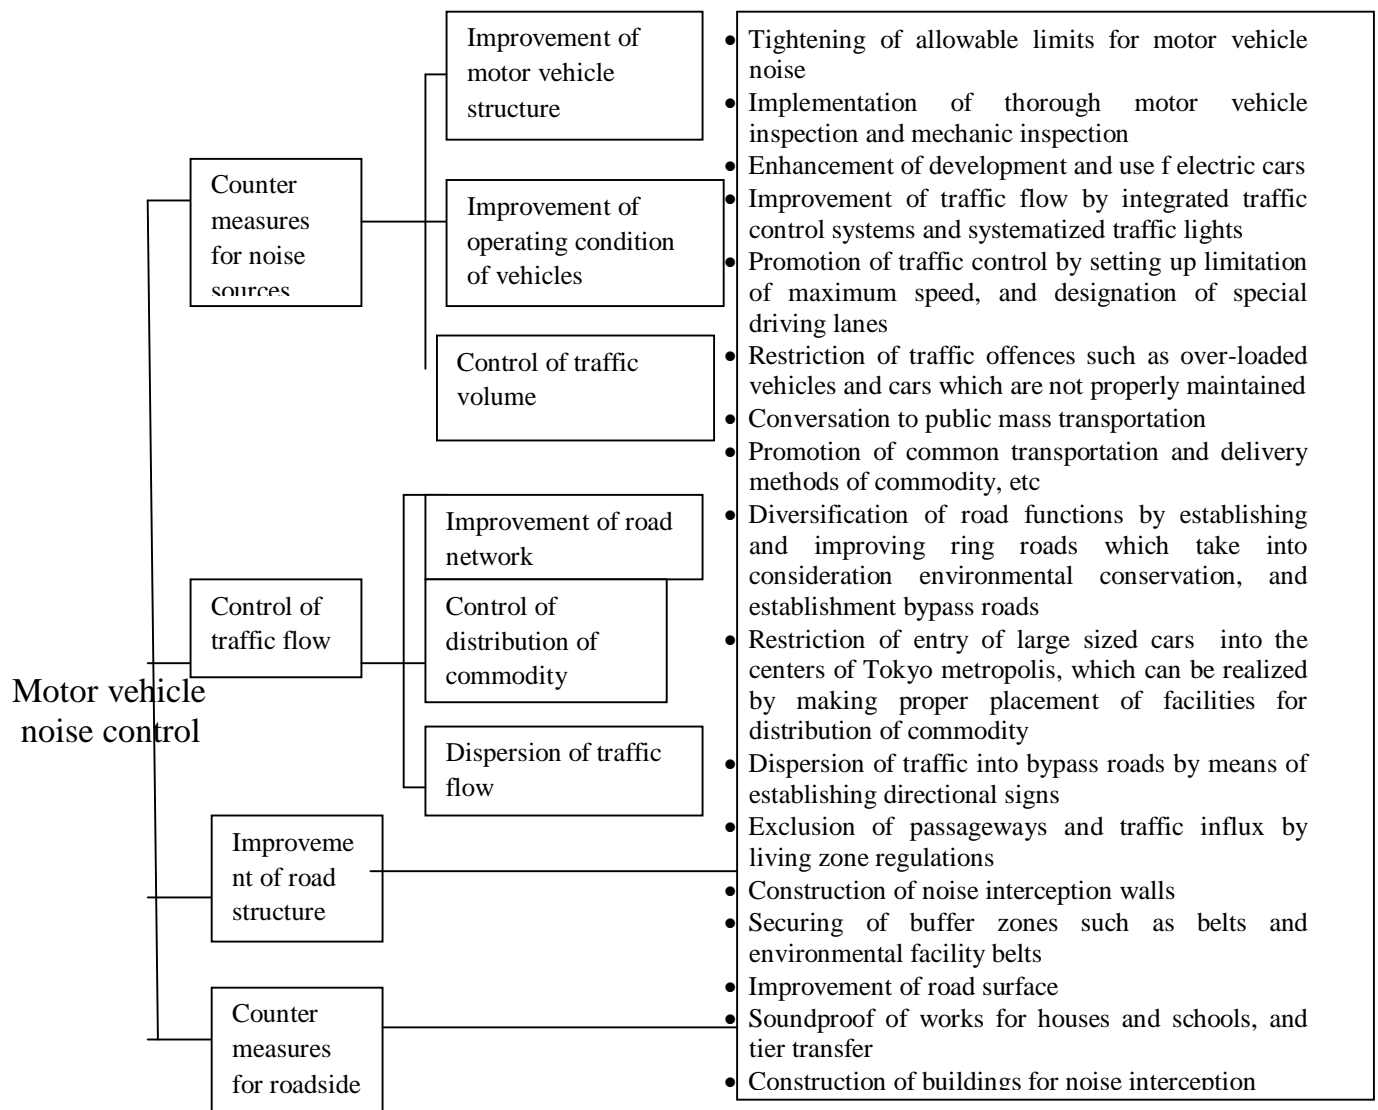 Motor vehicle
noise control
Counter
measures
for noise
sources
Improvement of
motor vehicle
structure
Improvement of
operating condition
of vehicles
Control of traffic
volume
Control of
traffic flow
Improvement of road
network
Control of
distribution of
commodity
Dispersion of traffic
flow
Improveme
nt of road
structure
Counter
measures
for roadside
• Tightening of allowable limits for motor vehicle
noise
• Implementation of thorough motor vehicle
inspection and mechanic inspection
• Enhancement of development and use f electric cars
• Improvement of traffic flow by integrated traffic
control systems and systematized traffic lights
• Promotion of traffic control by setting up limitation
of maximum speed, and designation of special
driving lanes
• Restriction of traffic offences such as over-loaded
vehicles and cars which are not properly maintained
• Conversation to public mass transportation
• Promotion of common transportation and delivery
methods of commodity, etc
• Diversification of road functions by establishing
and improving ring roads which take into
consideration environmental conservation, and
establishment bypass roads
• Restriction of entry of large sized cars into the
centers of Tokyo metropolis, which can be realized
by making proper placement of facilities for
distribution of commodity
• Dispersion of traffic into bypass roads by means of
establishing directional signs
• Exclusion of passageways and traffic influx by
living zone regulations
• Construction of noise interception walls
• Securing of buffer zones such as belts and
environmental facility belts
• Improvement of road surface
• Soundproof of works for houses and schools, and
tier transfer
• Construction of buildings for noise interception